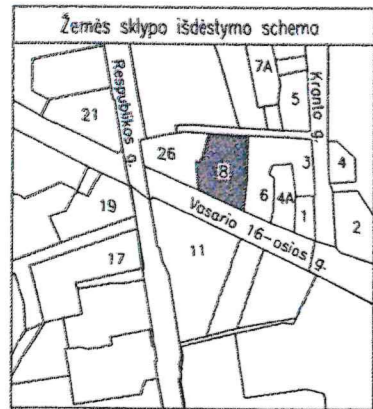 Žemės sklypo išdėstymo schema
7A
5
Kranto g.
Respublikos g.
21
26
8
3
4
6
4A
1
2
19
Vasario 16-osios g.
11
17